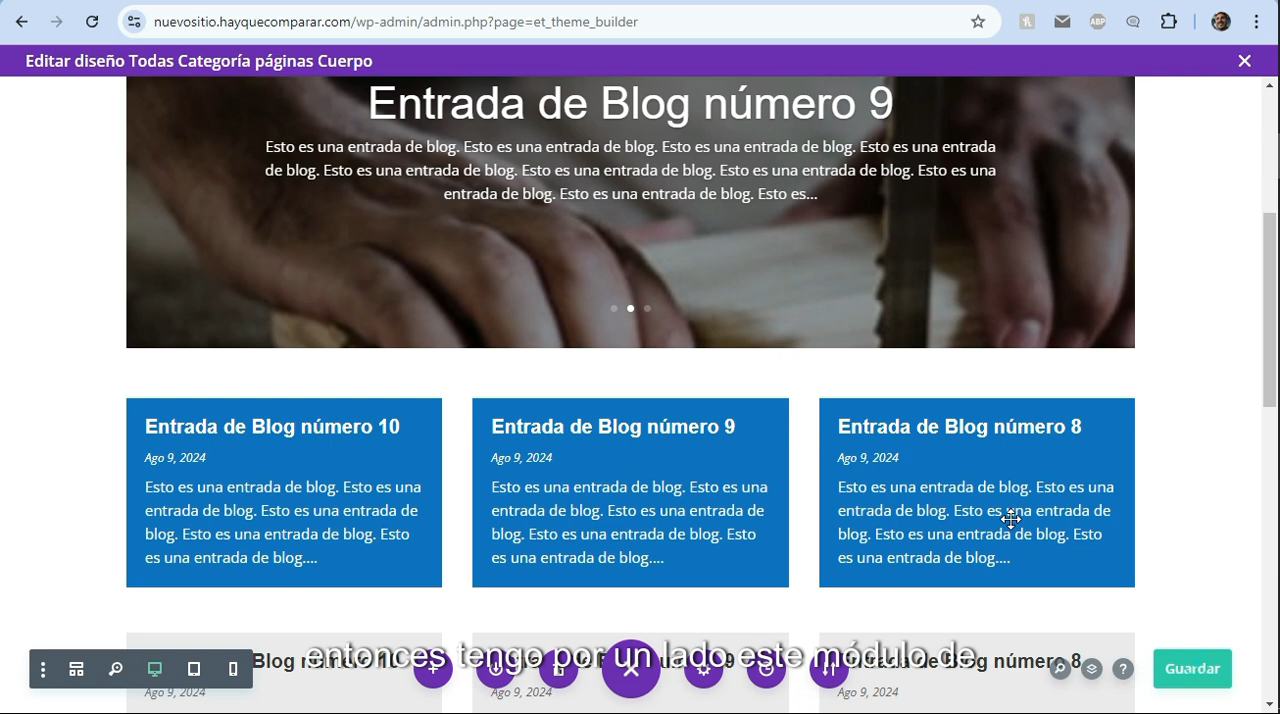 nuevositio.hayquecomparar.com/wp-admin/admin.php?page=et_theme_builder
ABP
Editar diseño Todas Categoría páginas Cuerpo
Entrada de Blog número 9
Esto es una entrada de blog. Esto es una entrada de blog. Esto es una entrada de blog. Esto es una entrada
de blog. Esto es una entrada de blog. Esto es una entrada de blog. Esto es una entrada de blog. Esto es una
entrada de blog. Esto es una entrada de blog. Esto es...
Entrada de Blog número 10
Ago 9, 2024
Esto es una entrada de blog. Esto es una
entrada de blog. Esto es una entrada de
blog. Esto es una entrada de blog. Esto
es una entrada de blog....
Entrada de Blog número 9
Ago 9, 2024
Esto es una entrada de blog. Esto es una
entrada de blog. Esto es una entrada de
blog. Esto es una entrada de blog. Esto
es una entrada de blog....
Entrada de Blog número 8
Ago 9, 2024
Esto es una entrada de blog. Esto es una
entrada de blog. Esto es una entrada de
blog. Esto es una entrada de blog. Esto
es una entrada de blog....
Blog número 10
9
Blog número 8
entonces tengo por un lado este módulo de
Guardar
Ago 9, 2024
Ago 9, 2024
Ago 9, 2024